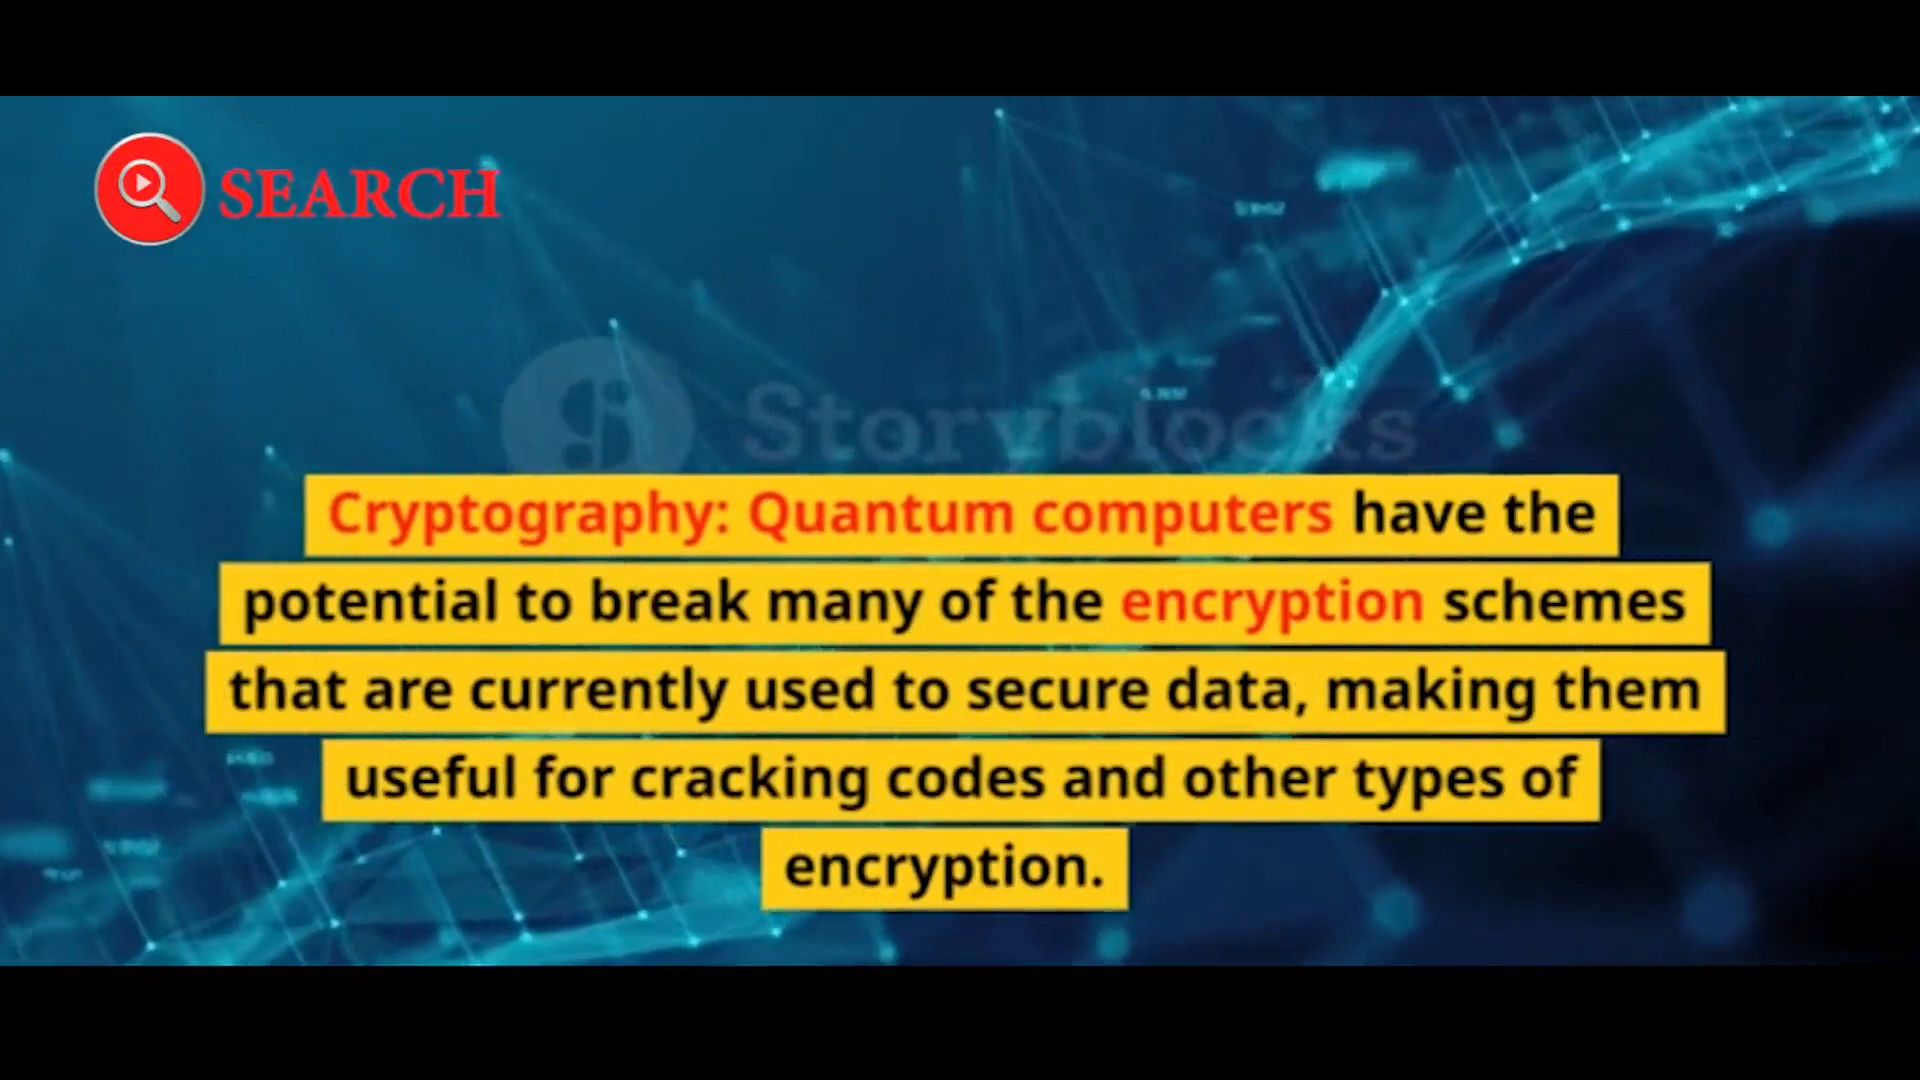 SEARCH
Storyblocks
Cryptography: Quantum computers have the
potential to break many of the encryption schemes
that are currently used to secure data, making them
useful for cracking codes and other types of
encryption.